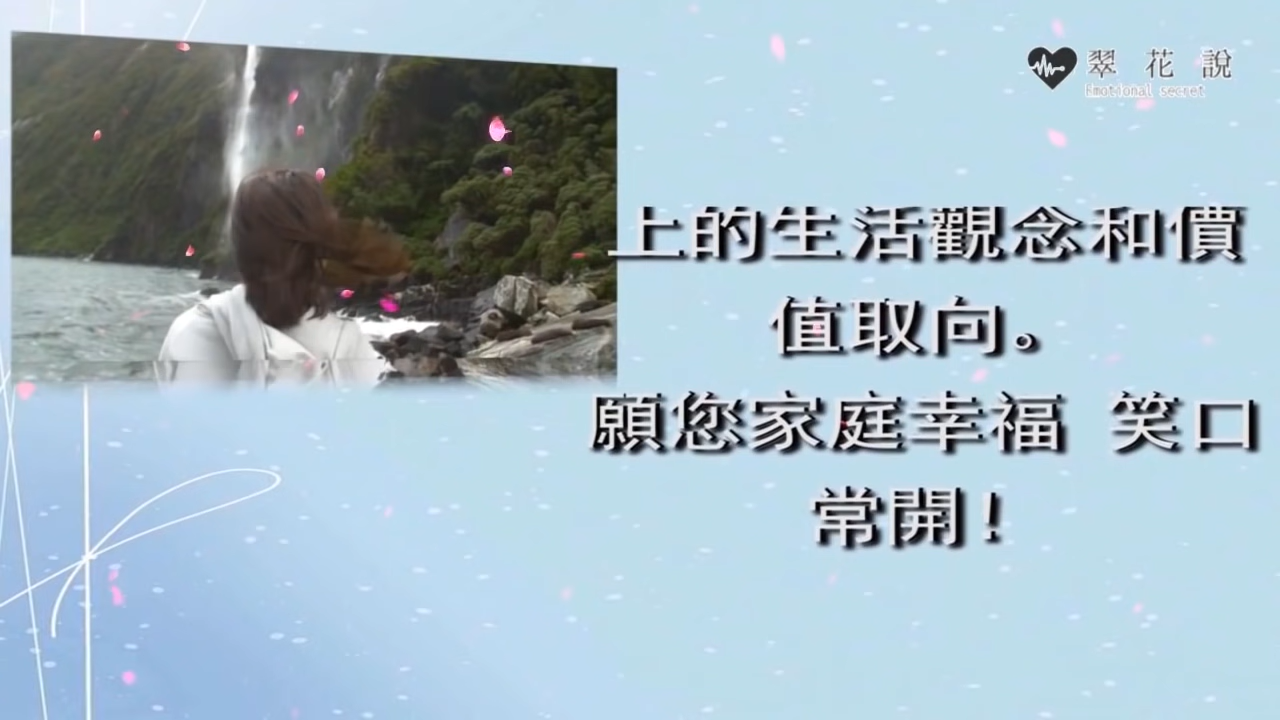 翠花說
Emotional secret
上的生活觀念和價
值取向。
願您家庭幸福 笑口
常開！